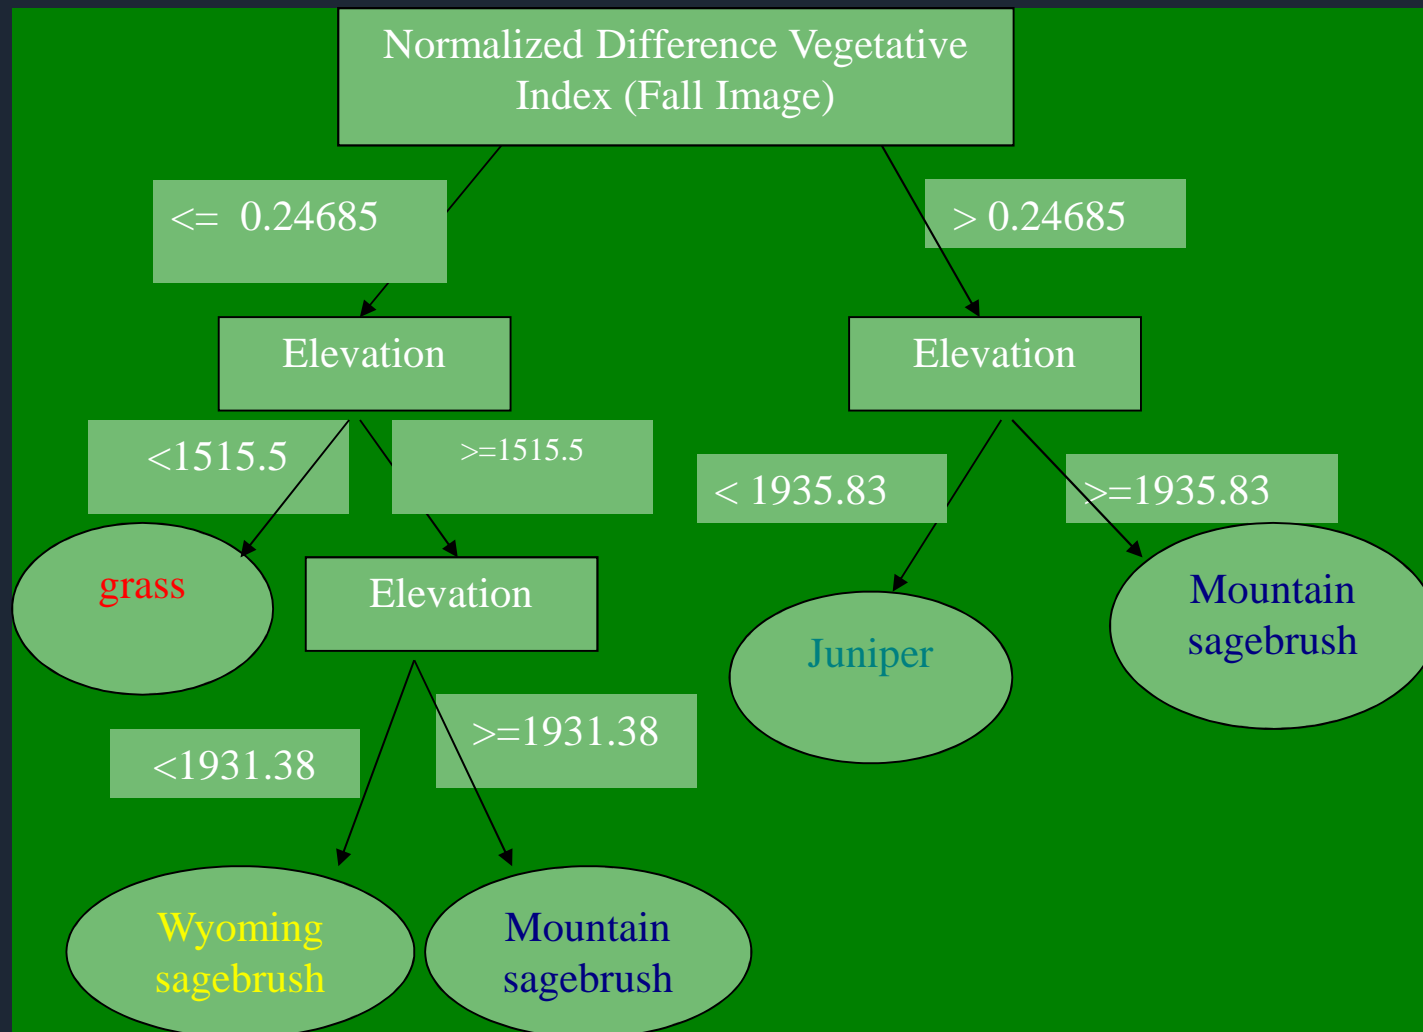 Normalized Difference Vegetative
Index (Fall Image)
<= 0.24685
> 0.24685
Elevation
Elevation
<1515.5
>=1515.5
< 1935.83
>=1935.83
grass
Elevation
Juniper
Mountain
sagebrush
<1931.38
>=1931.38
Wyoming
sagebrush
Mountain
sagebrush